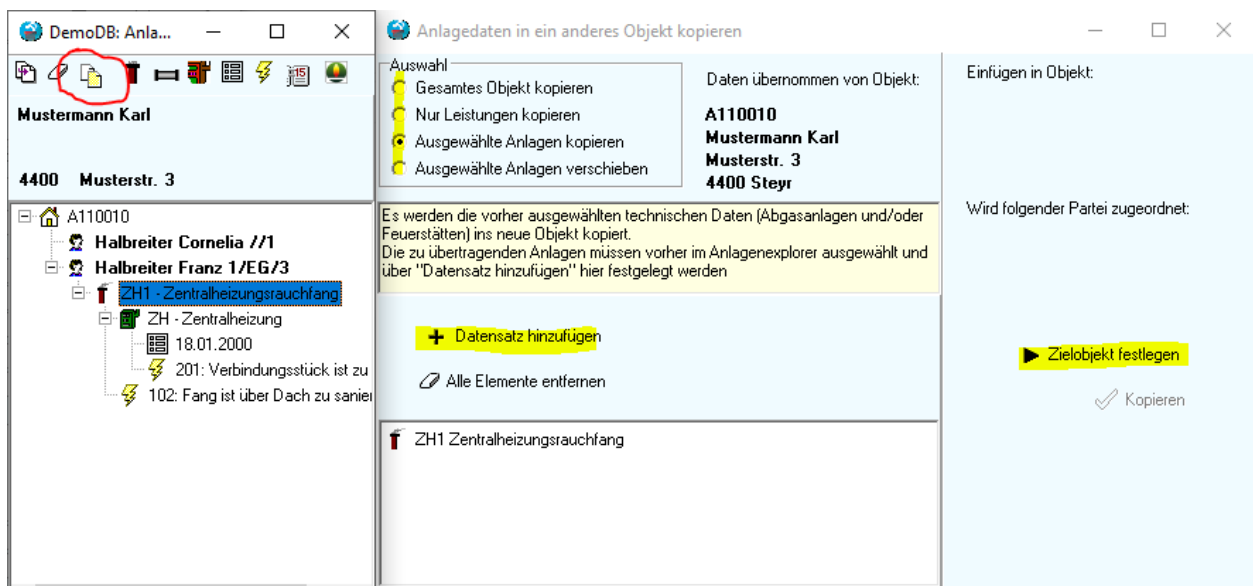 DemoDB: Anla...
15
Mustermann Karl
4400 Musterstr. 3
A110010
Halbreiter Cornelia //1
Halbreiter Franz 1/EG/3
ZH1 - Zentralheizungsrauchfang
ZH - Zentralheizung
18.01.2000
201: Verbindungsstück ist zu
102: Fang ist über Dach zu sanier
Anlagedaten in ein anderes Objekt kopieren
Auswahl
Gesamtes Objekt kopieren
Nur Leistungen kopieren
Ausgewählte Anlagen kopieren
Ausgewählte Anlagen verschieben
Daten übernommen von Objekt:
A110010
Mustermann Karl
Musterstr. 3
4400 Steyr
Es werden die vorher ausgewählten technischen Daten (Abgasanlagen und/oder
Feuerstätten) ins neue Objekt kopiert.
Die zu übertragenden Anlagen müssen vorher im Anlagenexplorer ausgewählt und
über "Datensatz hinzufügen" hier festgelegt werden
Datensatz hinzufügen
Alle Elemente entfernen
ZH1 Zentralheizungsrauchfang
Einfügen in Objekt:
Wird folgender Partei zugeordnet:
Zielobjekt festlegen
Kopieren